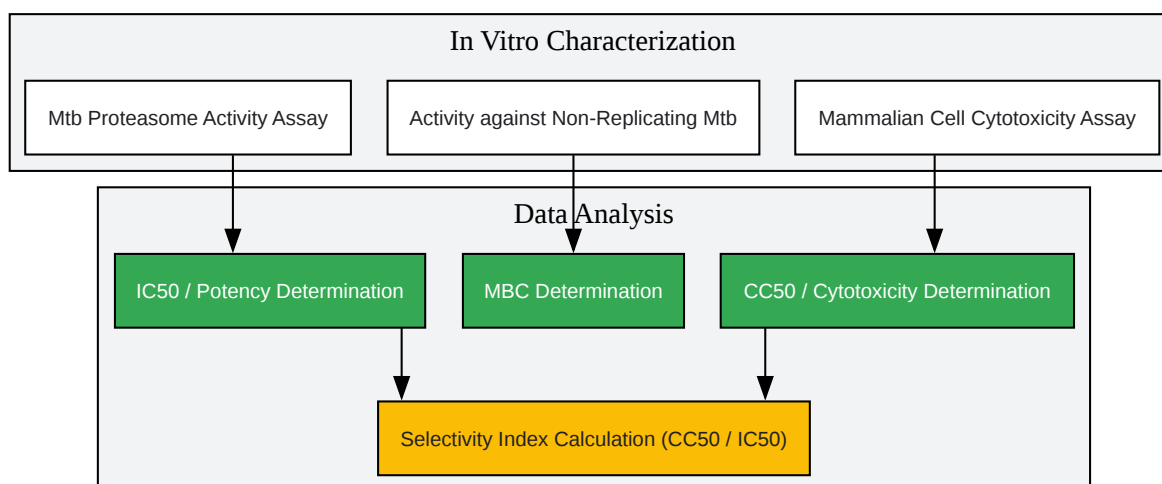 In Vitro Characterization
Mtb Proteasome Activity Assay
Activity against Non-Replicating Mtb
Mammalian Cell Cytotoxicity Assay
Data Analysis
IC50 / Potency Determination
MBC Determination
CC50 / Cytotoxicity Determination
Selectivity Index Calculation (CC50 / IC50)